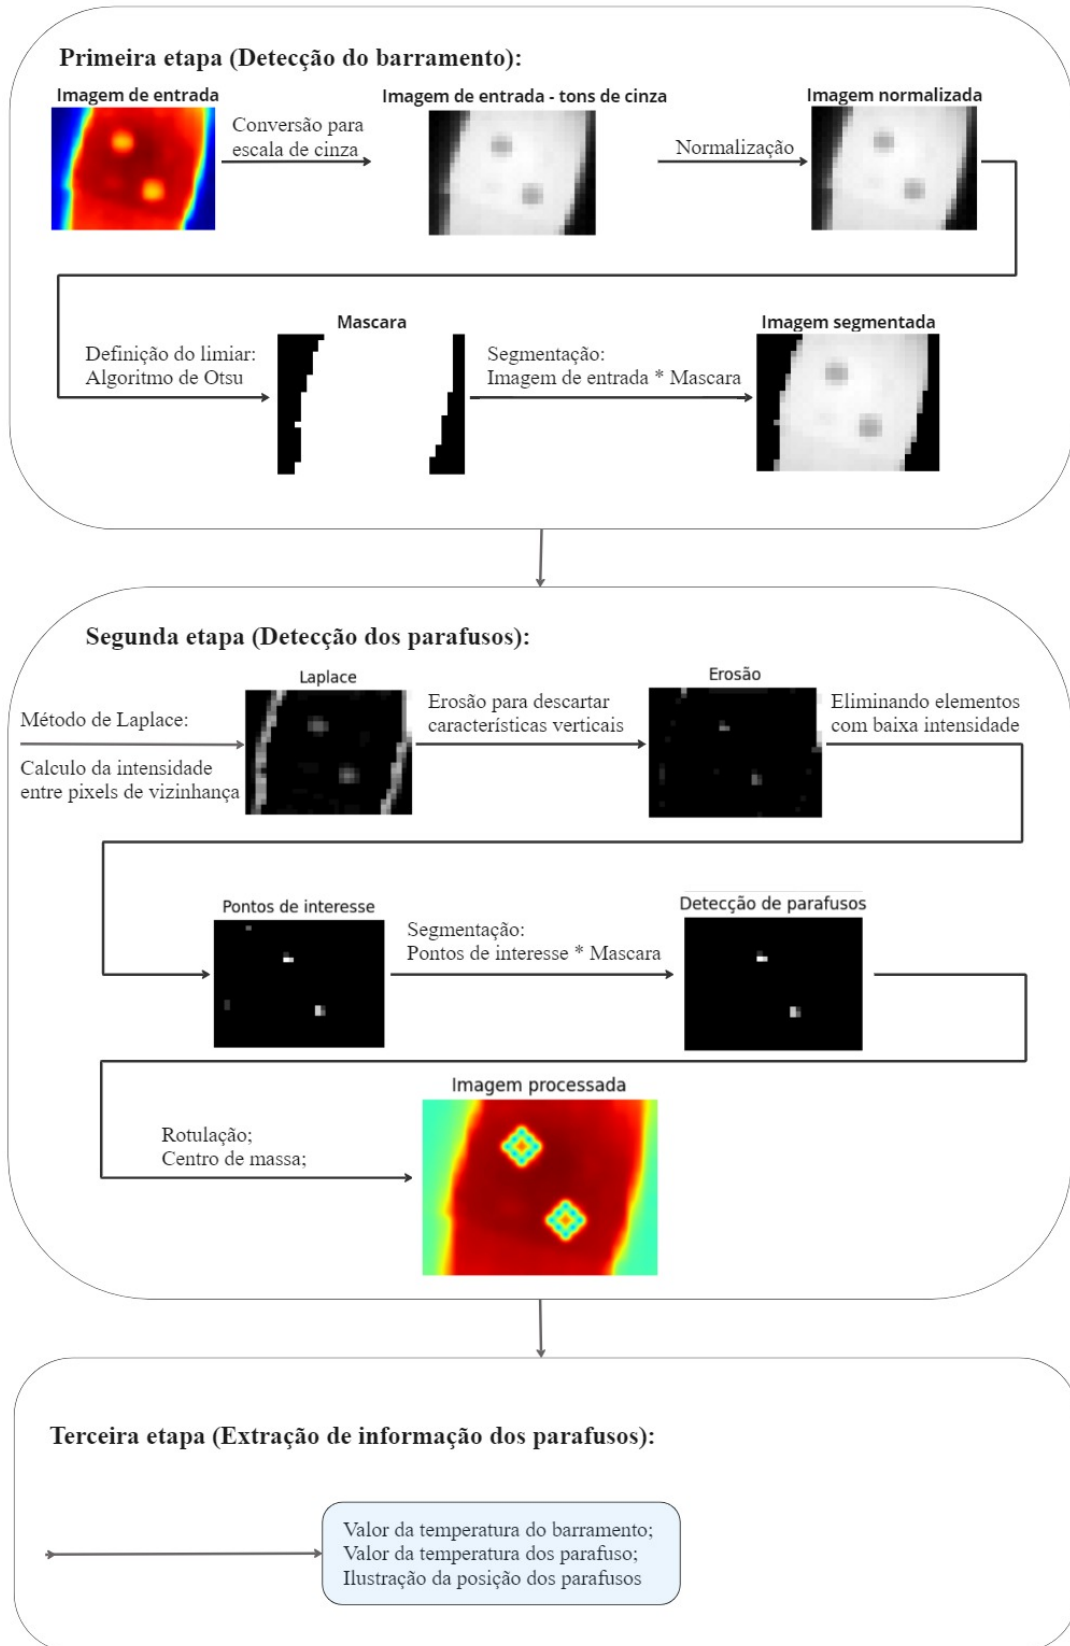 Primeira etapa (Detecção do barramento):
Imagem de entrada
Conversão para
escala de cinza
Imagem de entrada - tons de cinza
Normalização
Imagem normalizada
Definição do limiar:
Algoritmo de Otsu
Mascara
Segmentação:
Imagem de entrada * Mascara
Imagem segmentada
Segunda etapa (Detecção dos parafusos):
Método de Laplace:
Calculo da intensidade
entre pixels de vizinhança
Laplace
Erosão para descartar
características verticais
Erosão
Eliminando elementos
com baixa intensidade
Pontos de interesse
Segmentação:
Pontos de interesse * Mascara
Detecção de parafusos
Rotulação;
Centro de massa;
Imagem processada
Terceira etapa (Extração de informação dos parafusos):
Valor da temperatura do barramento;
Valor da temperatura dos parafuso;
Ilustração da posição dos parafusos